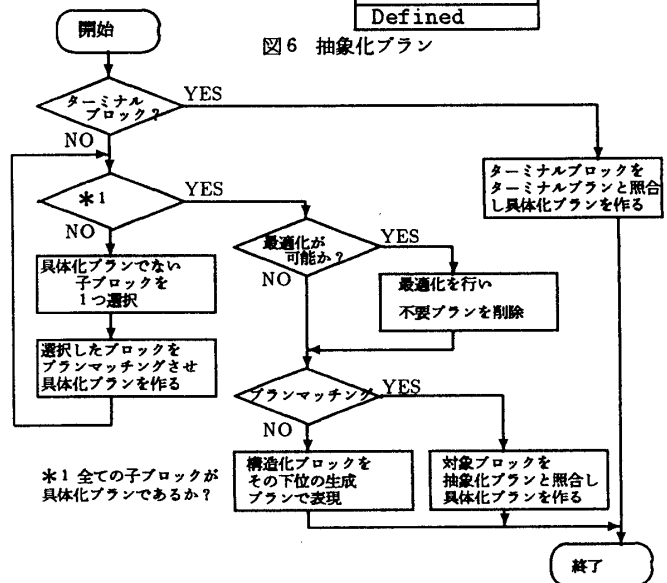 Defined
図6 抽象化プラン
開始
ターミナル
ブロック?
YES
NO
*1
YES
NO
ターミナルブロックを
ターミナルプランと照合
し具体化プランを作る
最適化が
可能か?
YES
NO
具体化プランでない
子ブロックを
1つ選択
最適化を行い
不要プランを削除
選択したブロックを
プランマッチングさせ
具体化プランを作る
プランマッチング
YES
NO
*1 全ての子ブロックが
具体化プランであるか?
構造化ブロックを
その下位の生成
プランで表現
対象ブロックを
抽象化プランと照合し
具体化プランを作る
終了